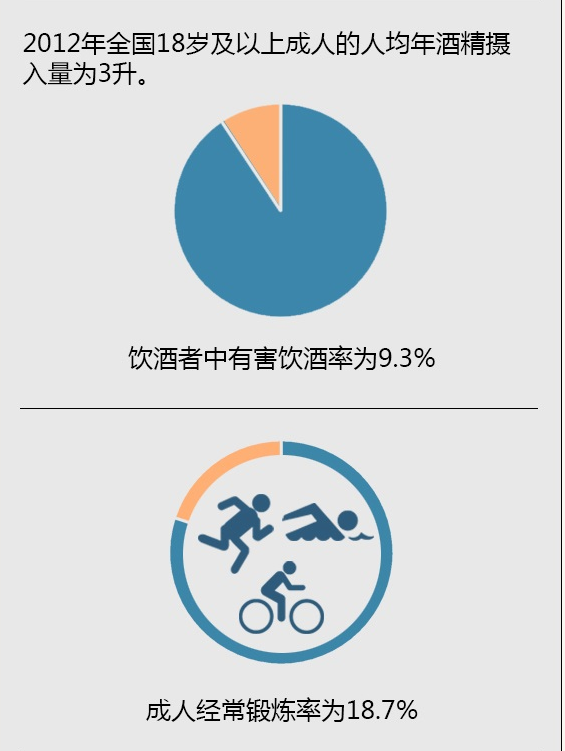 2012年全国18岁及以上成人的人均年酒精摄
入量为3升。
饮酒者中有害饮酒率为9.3%
成人经常锻炼率为18.7%